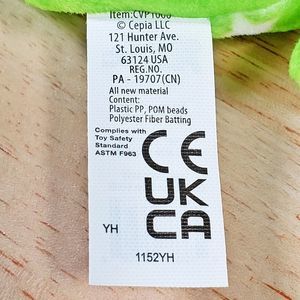 Item:CVP1000
© Cepia LLC
121 Hunter Ave.
St. Louis, MO
63124 USA
REG.NO.
PA - 19707(CN)
All new material
Content:
Plastic PP, POM beads
Polyester Fiber Batting
Complies with
Toy Safety
Standard
ASTM F963
CE
UK
CA
YH
1152YH